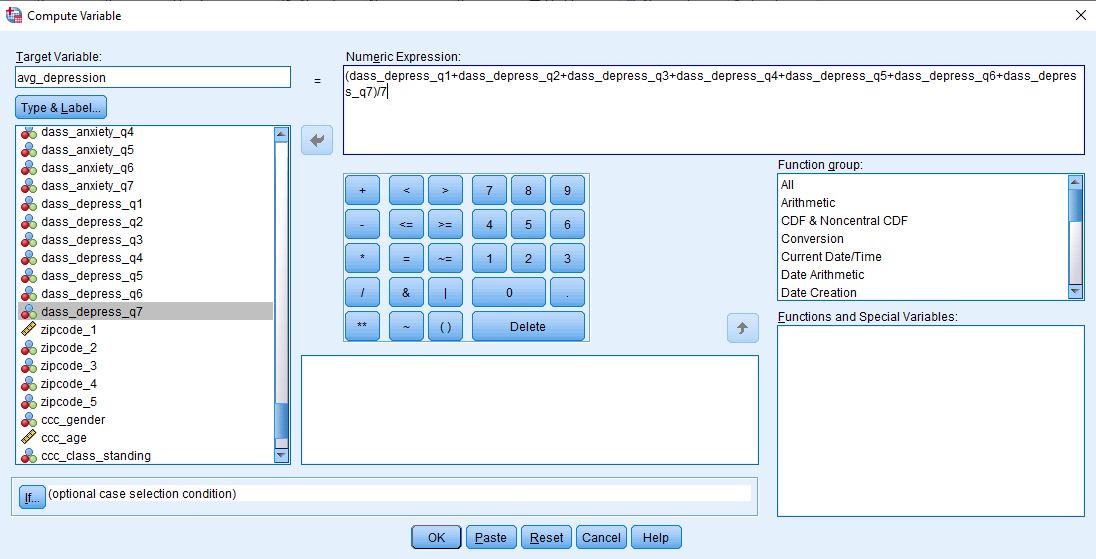 Compute Variable
Target Variable:
avg_depression
=
Numeric Expression:
(dass_depress_q1+dass_depress_q2+dass_depress_q3+dass_depress_q4+dass_depress_q5+dass_depress_q6+dass_depres
s_q7)/7
Type & Label...
dass_anxiety_q4
dass_anxiety_q5
dass_anxiety_q6
dass_anxiety_q7
dass_depress_q1
dass_depress_q2
dass_depress_q3
dass_depress_q4
dass_depress_q5
dass_depress_q6
dass_depress_q7
zipcode_1
zipcode_2
zipcode_3
zipcode_4
zipcode_5
ccc_gender
ccc_age
ccc_class_standing
+ < > 7 8 9
- <= >= 4 5 6
* = ~= 1 2 3
/ & | 0 .
** ~ ( ) Delete
Function group:
All
Arithmetic
CDF & Noncentral CDF
Conversion
Current Date/Time
Date Arithmetic
Date Creation
Functions and Special Variables:
If... (optional case selection condition)
OK Paste Reset Cancel Help